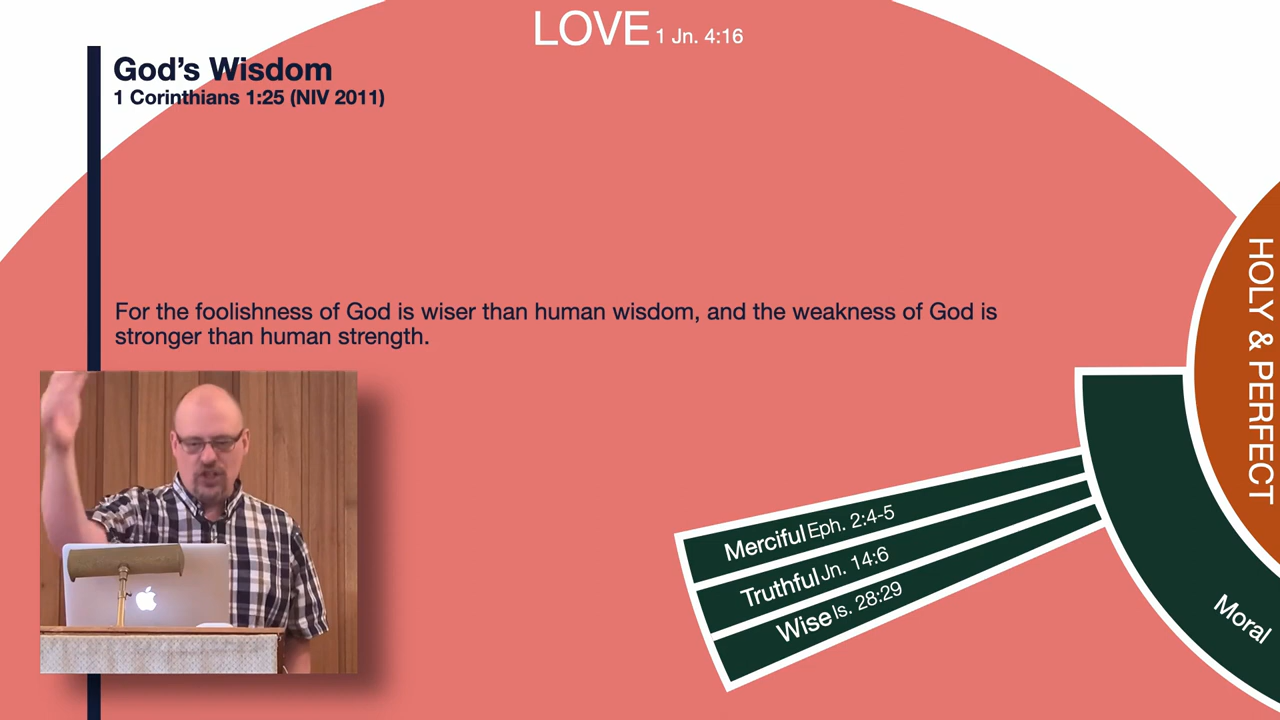 LOVE 1 Jn. 4:16
God’s Wisdom
1 Corinthians 1:25 (NIV 2011)
For the foolishness of God is wiser than human wisdom, and the weakness of God is
stronger than human strength.
HOLY & PERFECT
Merciful Eph. 2:4-5
Truthful Jn. 14:6
Wise Is. 28:29
Moral